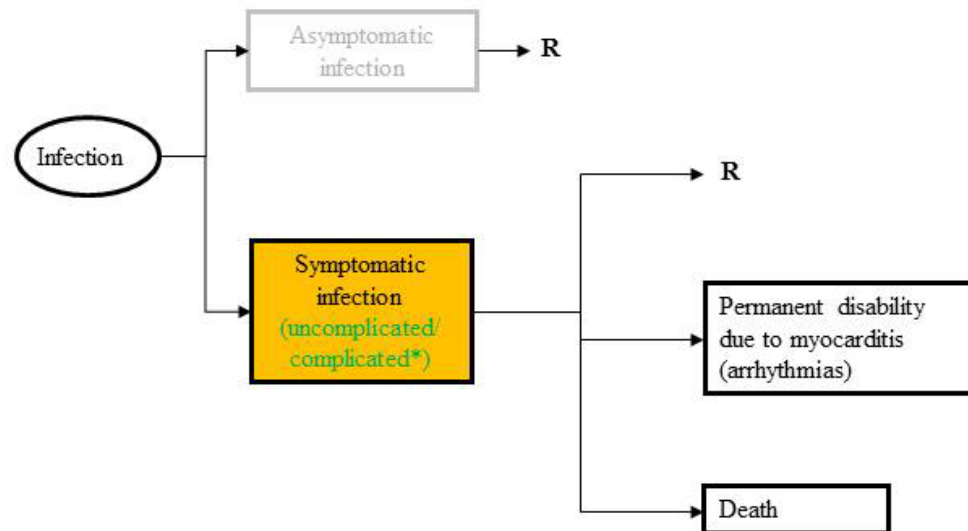 Asymptomatic
infection
R
Infection
R
Symptomatic
infection
(uncomplicated/
complicated*)
Permanent disability
due to myocarditis
(arrhythmias)
Death